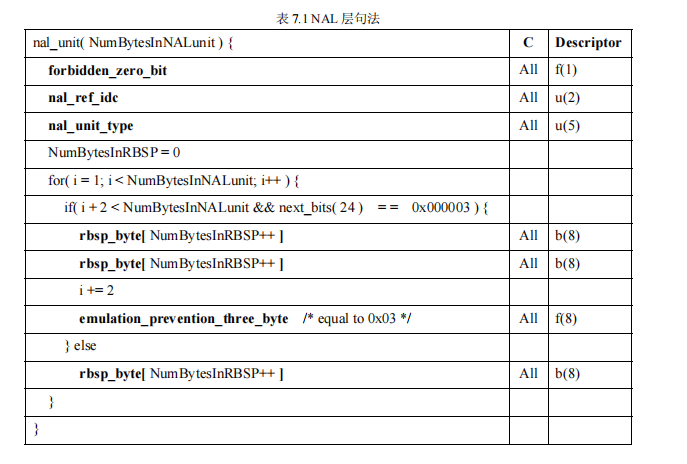 表 7.1 NAL 层句法
nal_unit( NumBytesInNALunit ) { C Descriptor
forbidden_zero_bit All f(1)
nal_ref_idc All u(2)
nal_unit_type All u(5)
NumBytesInRBSP = 0
for( i = 1; i < NumBytesInNALunit; i++ ) {
if( i + 2 < NumBytesInNALunit && next_bits( 24 ) == 0x000003 ) {
rbsp_byte[ NumBytesInRBSP++ ] All b(8)
rbsp_byte[ NumBytesInRBSP++ ] All b(8)
i += 2
emulation_prevention_three_byte /* equal to 0x03 */ All f(8)
} else
rbsp_byte[ NumBytesInRBSP++ ] All b(8)
}
}